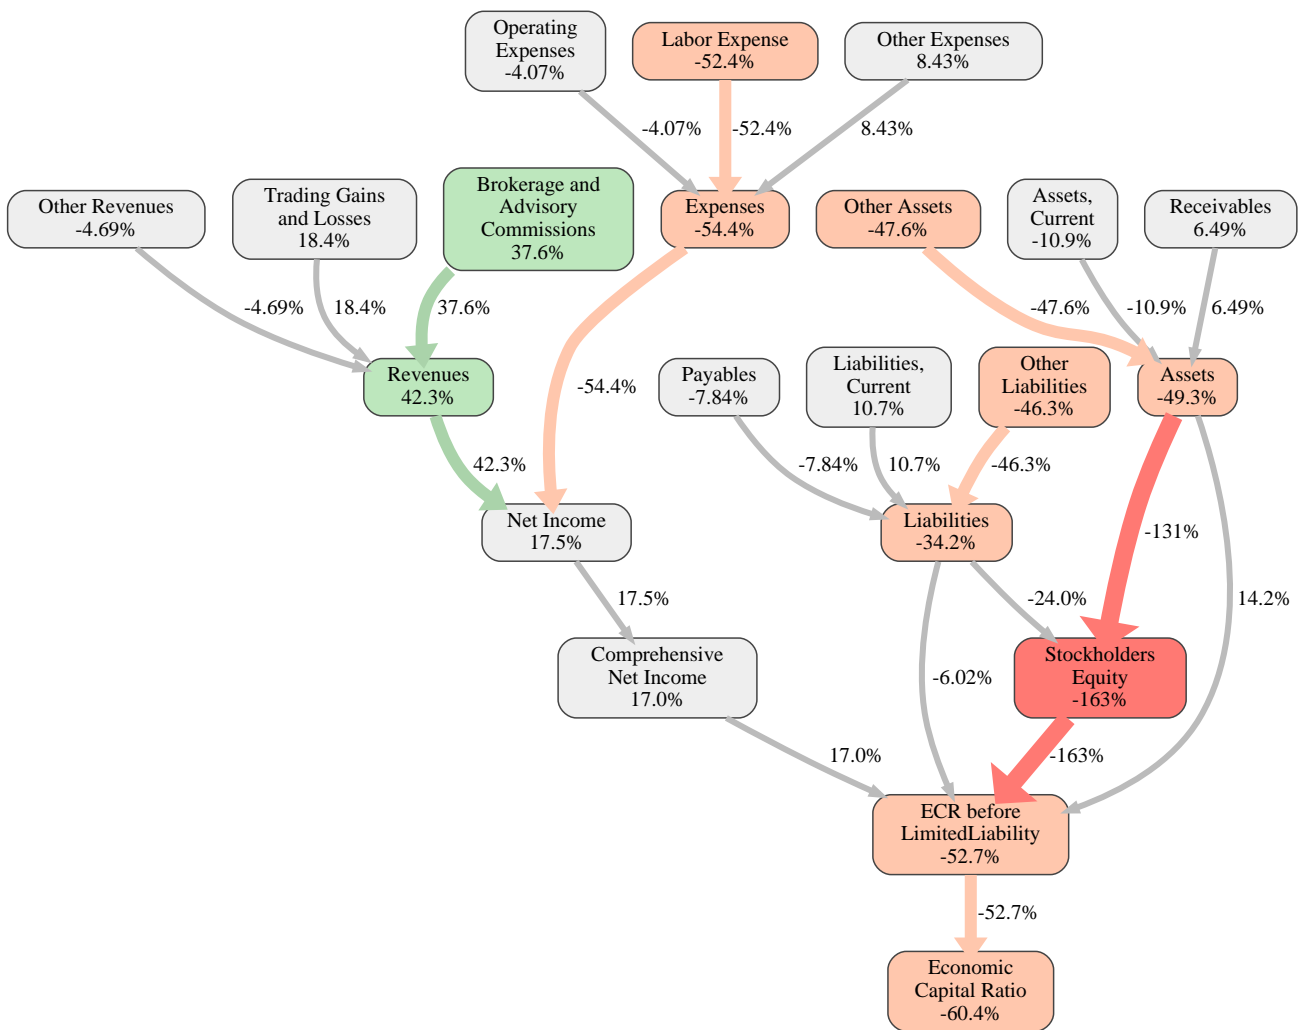 Operating
Expenses
-4.07%
Labor Expense
-52.4%
Other Expenses
8.43%
-4.07%
-52.4%
8.43%
Other Revenues
-4.69%
Trading Gains
and Losses
18.4%
Brokerage and
Advisory
Commissions
37.6%
Expenses
-54.4%
Other Assets
-47.6%
Assets,
Current
-10.9%
Receivables
6.49%
-4.69%
18.4%
37.6%
-47.6%
-10.9%
6.49%
Revenues
42.3%
-54.4%
Payables
-7.84%
Liabilities,
Current
10.7%
Other
Liabilities
-46.3%
Assets
-49.3%
42.3%
-7.84%
10.7%
-46.3%
Net Income
17.5%
Liabilities
-34.2%
-131%
17.5%
-24.0%
14.2%
Comprehensive
Net Income
17.0%
-6.02%
Stockholders
Equity
-163%
17.0%
-163%
ECR before
LimitedLiability
-52.7%
-52.7%
Economic
Capital Ratio
-60.4%